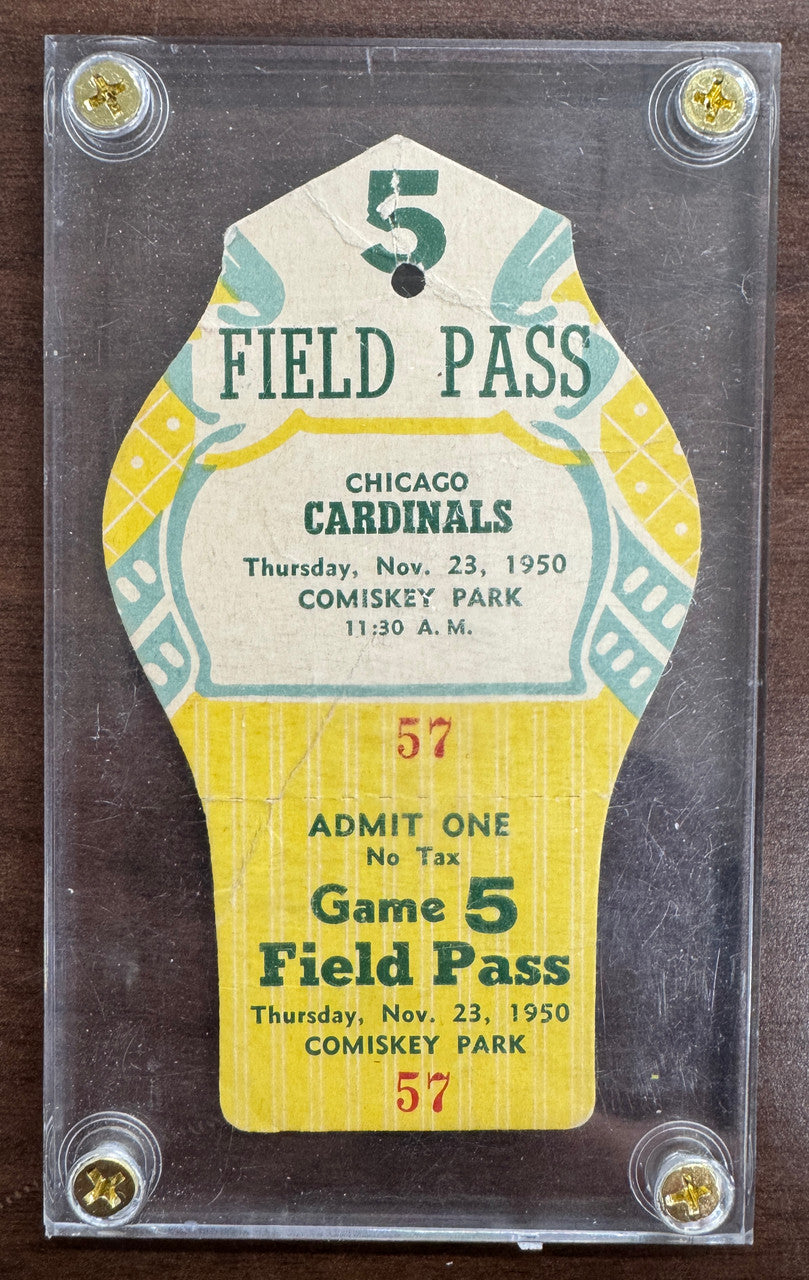 5
FIELD PASS
CHICAGO
CARDINALS
Thursday, Nov. 23, 1950
COMISKEY PARK
11:30 A.M.
57
ADMIT ONE
No Tax
Game 5
Field Pass
Thursday, Nov. 23, 1950
COMISKEY PARK
57